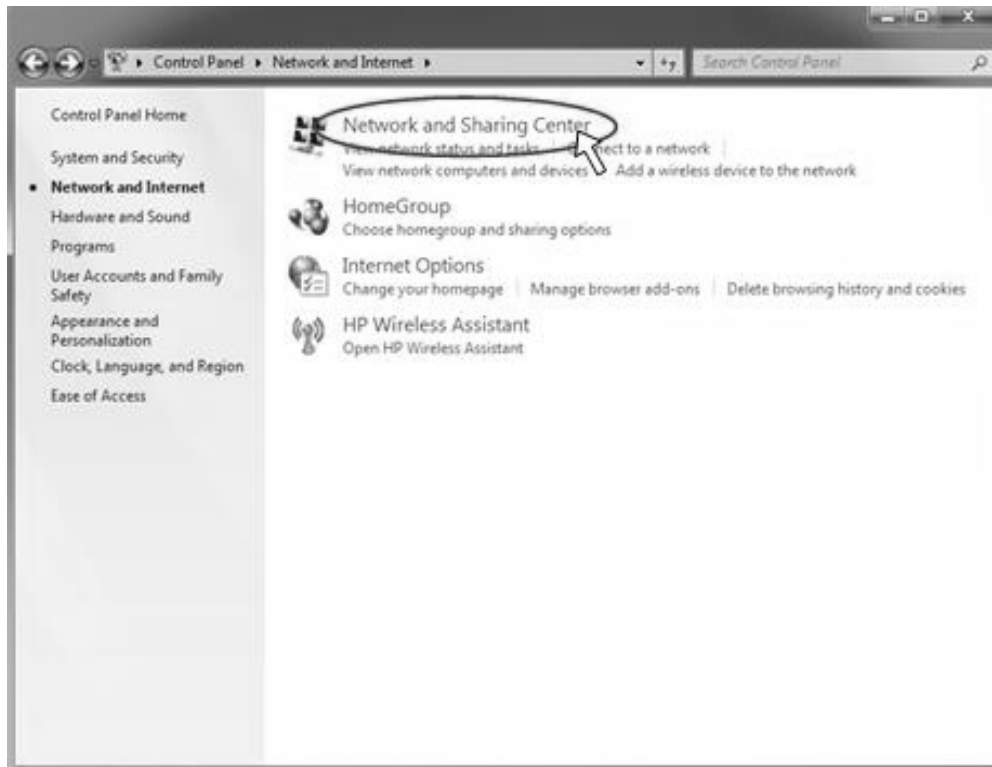 Control Panel Network and Internet Search Control Panel
Control Panel Home
System and Security
Network and Internet
Hardware and Sound
Programs
User Accounts and Family
Safety
Appearance and
Personalization
Clock, Language, and Region
Ease of Access
Network and Sharing Center
View network status and tasks to a network
View network computers and devices Add a wireless device to the network
HomeGroup
Choose homegroup and sharing options
Internet Options
Change your homepage Manage browser add-ons Delete browsing history and cookies
HP Wireless Assistant
Open HP Wireless Assistant